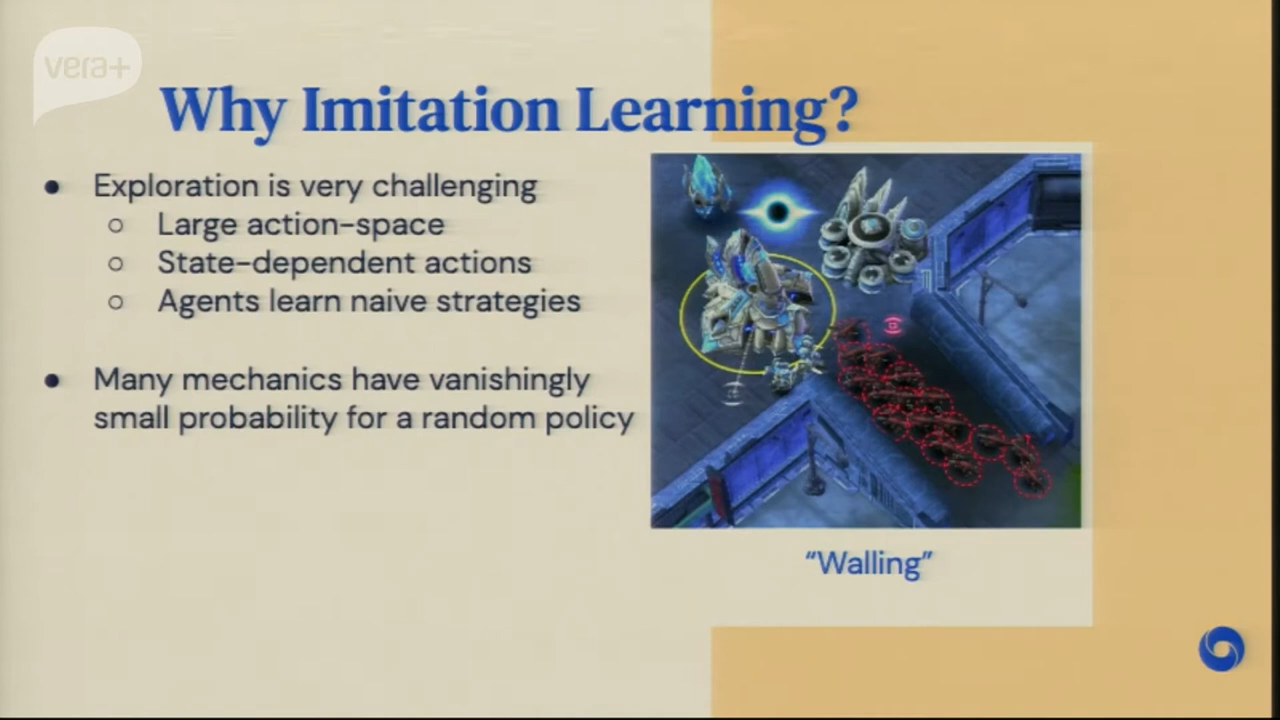 vera+
Why Imitation Learning?
● Exploration is very challenging
○ Large action-space
○ State-dependent actions
○ Agents learn naive strategies
● Many mechanics have vanishingly
small probability for a random policy
“Walling”